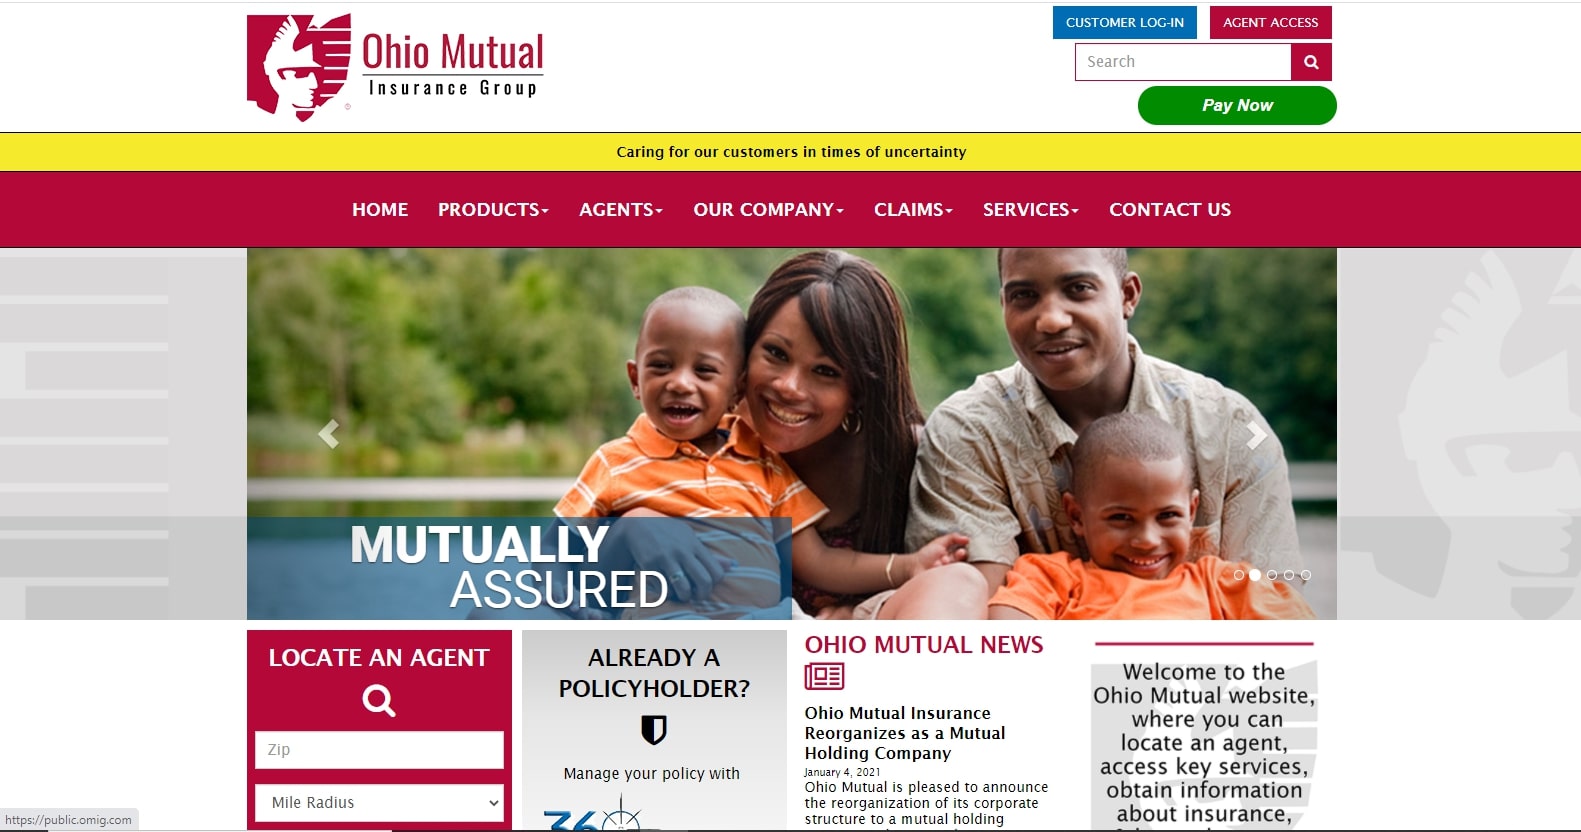 Ohio Mutual
Insurance Group
®
CUSTOMER LOG-IN
AGENT ACCESS
Search
Pay Now
Caring for our customers in times of uncertainty
HOME
PRODUCTS
AGENTS
OUR COMPANY
CLAIMS
SERVICES
CONTACT US
MUTUALLY
ASSURED
LOCATE AN AGENT
Zip
Mile Radius
ALREADY A
POLICYHOLDER?
Manage your policy with
36
OHIO MUTUAL NEWS
Ohio Mutual Insurance
Reorganizes as a Mutual
Holding Company
January 4, 2021
Ohio Mutual is pleased to announce
the reorganization of its corporate
structure to a mutual holding
Welcome to the
Ohio Mutual website,
where you can
locate an agent,
access key services,
obtain information
about insurance,
https://public.omig.com